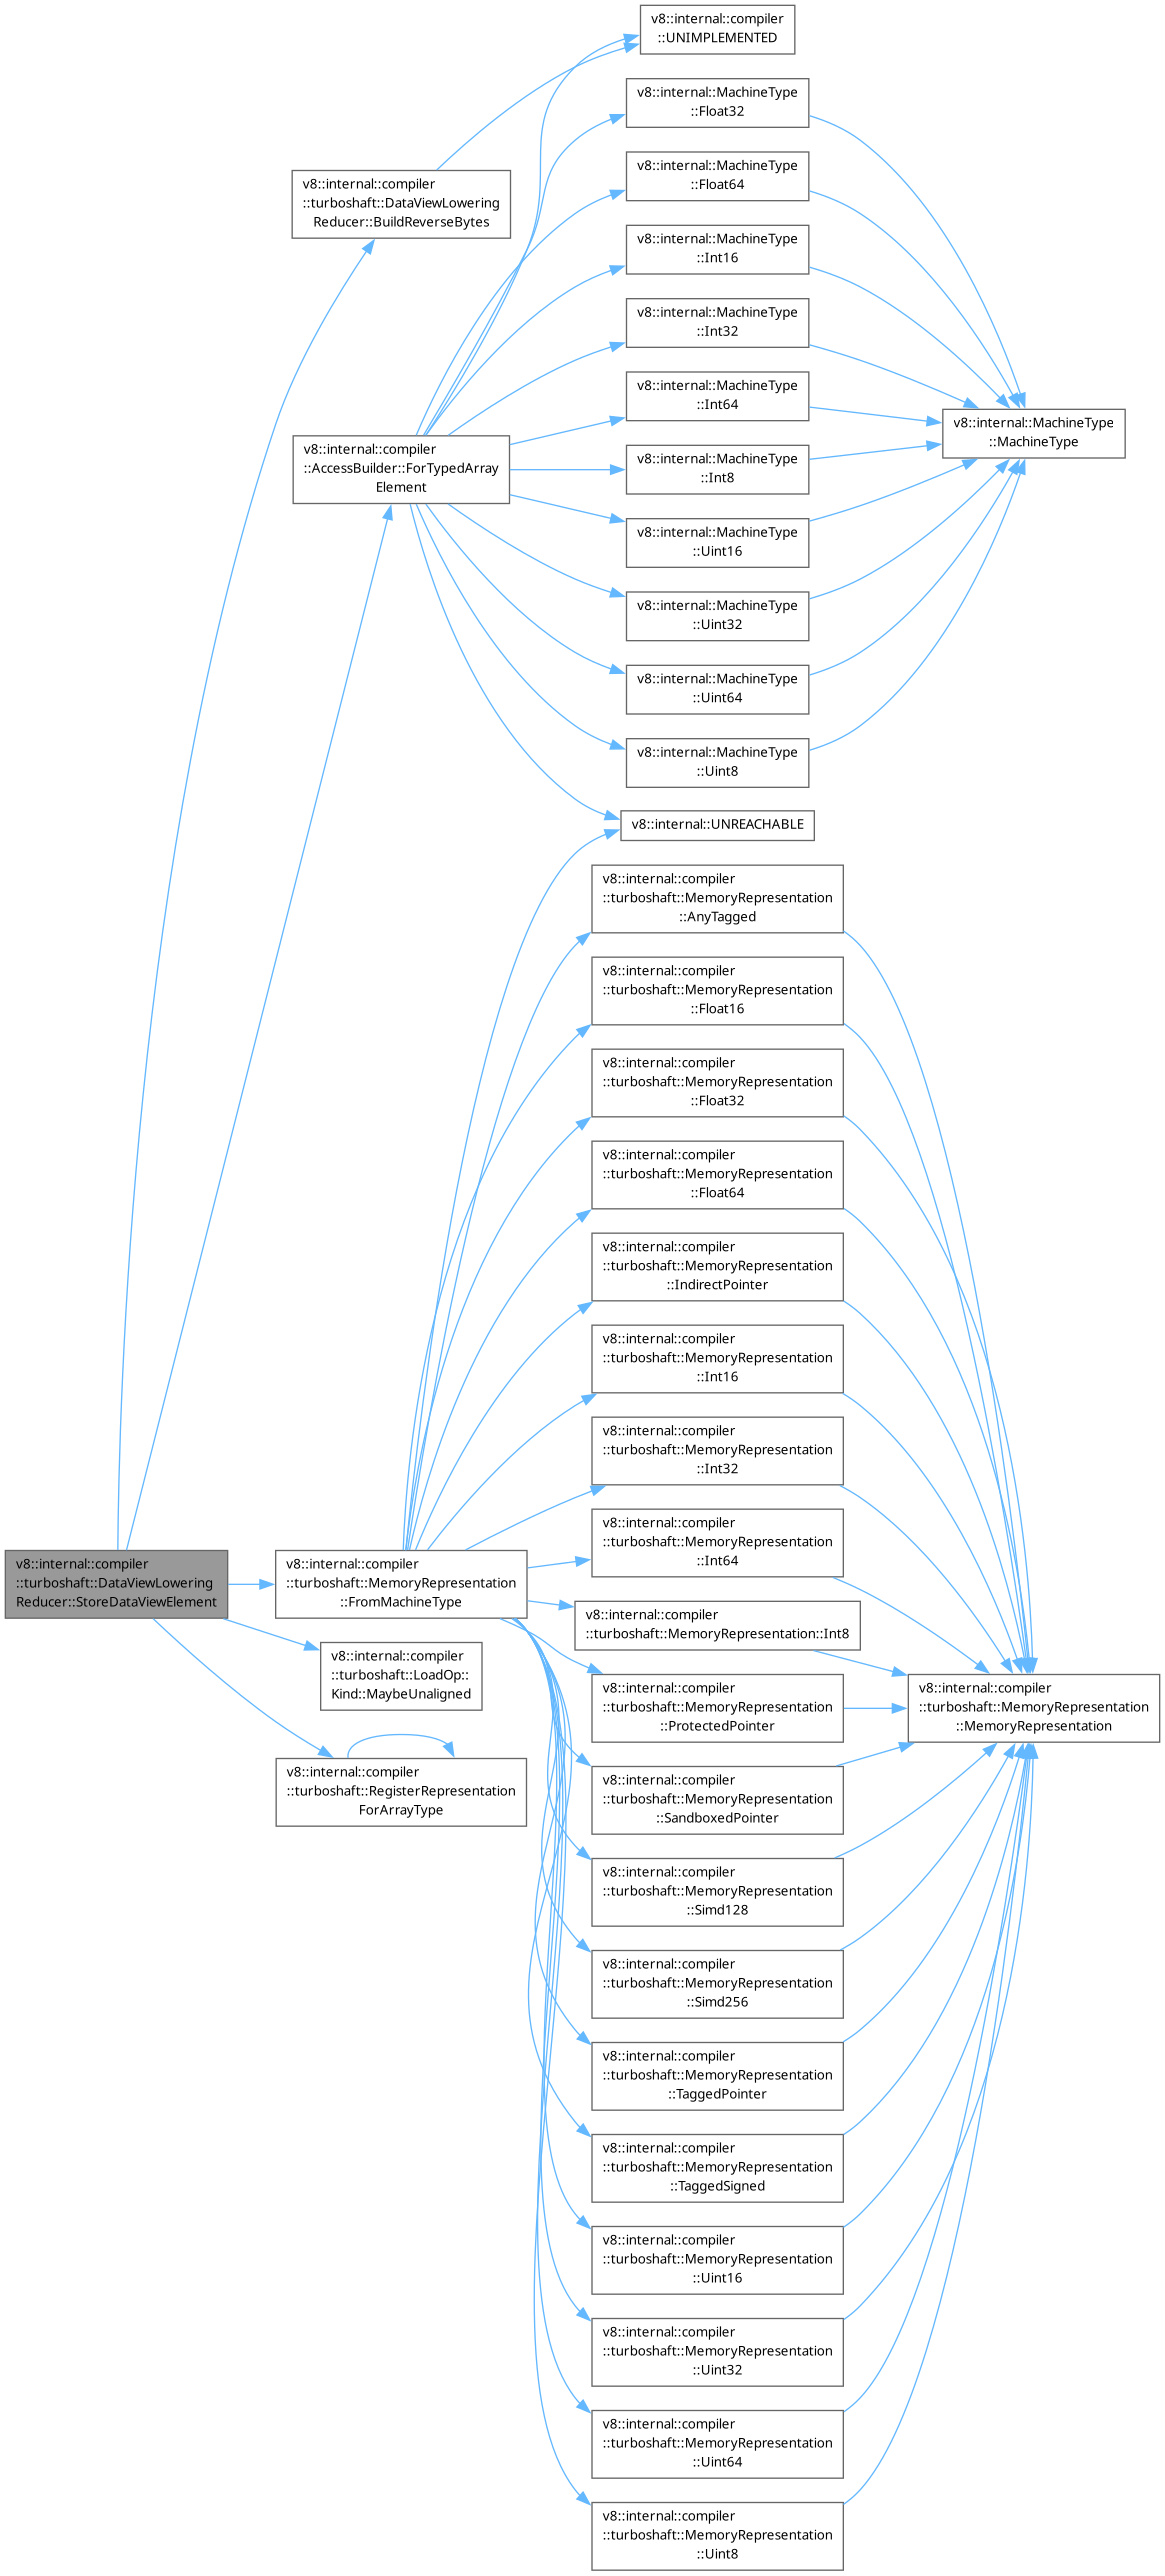 v8::internal::compiler
::UNIMPLEMENTED
v8::internal::MachineType
::Float32
v8::internal::MachineType
::Float64
v8::internal::compiler
::turboshaft::DataViewLowering
Reducer::BuildReverseBytes
v8::internal::MachineType
::Int16
v8::internal::MachineType
::Int32
v8::internal::MachineType
::Int64
v8::internal::MachineType
::MachineType
v8::internal::compiler
::AccessBuilder::ForTypedArray
Element
v8::internal::MachineType
::Int8
v8::internal::MachineType
::Uint16
v8::internal::MachineType
::Uint32
v8::internal::MachineType
::Uint64
v8::internal::MachineType
::Uint8
v8::internal::UNREACHABLE
v8::internal::compiler
::turboshaft::MemoryRepresentation
::AnyTagged
v8::internal::compiler
::turboshaft::MemoryRepresentation
::Float16
v8::internal::compiler
::turboshaft::MemoryRepresentation
::Float32
v8::internal::compiler
::turboshaft::MemoryRepresentation
::Float64
v8::internal::compiler
::turboshaft::MemoryRepresentation
::IndirectPointer
v8::internal::compiler
::turboshaft::MemoryRepresentation
::Int16
v8::internal::compiler
::turboshaft::MemoryRepresentation
::Int32
v8::internal::compiler
::turboshaft::MemoryRepresentation
::Int64
v8::internal::compiler
::turboshaft::DataViewLowering
Reducer::StoreDataViewElement
v8::internal::compiler
::turboshaft::MemoryRepresentation
::FromMachineType
v8::internal::compiler
::turboshaft::MemoryRepresentation::Int8
v8::internal::compiler
::turboshaft::LoadOp::
Kind::MaybeUnaligned
v8::internal::compiler
::turboshaft::MemoryRepresentation
::ProtectedPointer
v8::internal::compiler
::turboshaft::MemoryRepresentation
::MemoryRepresentation
v8::internal::compiler
::turboshaft::RegisterRepresentation
ForArrayType
v8::internal::compiler
::turboshaft::MemoryRepresentation
::SandboxedPointer
v8::internal::compiler
::turboshaft::MemoryRepresentation
::Simd128
v8::internal::compiler
::turboshaft::MemoryRepresentation
::Simd256
v8::internal::compiler
::turboshaft::MemoryRepresentation
::TaggedPointer
v8::internal::compiler
::turboshaft::MemoryRepresentation
::TaggedSigned
v8::internal::compiler
::turboshaft::MemoryRepresentation
::Uint16
v8::internal::compiler
::turboshaft::MemoryRepresentation
::Uint32
v8::internal::compiler
::turboshaft::MemoryRepresentation
::Uint64
v8::internal::compiler
::turboshaft::MemoryRepresentation
::Uint8